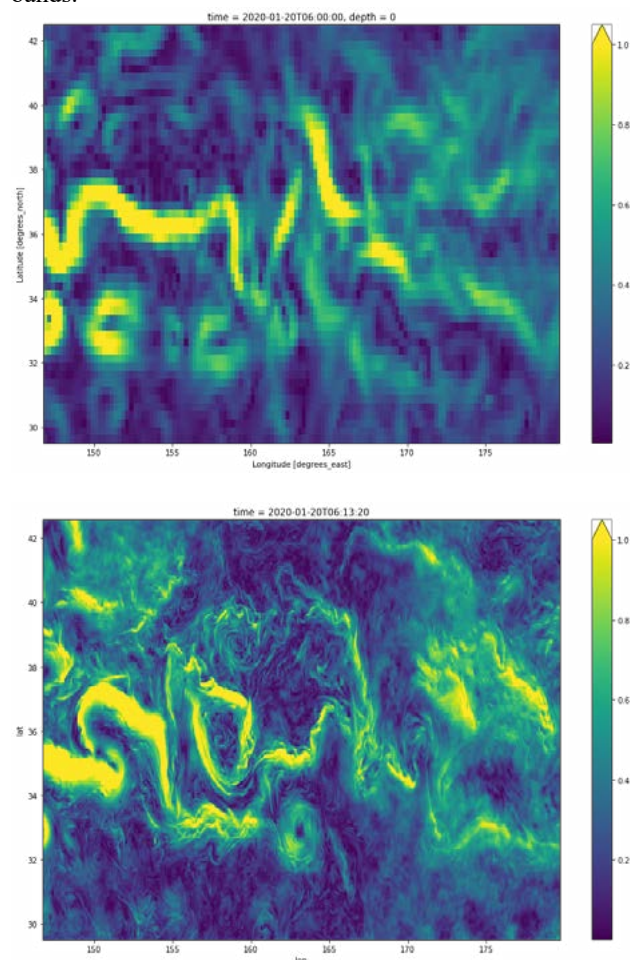 bands.
time = 2020-01-20T06:00:00, depth = 0
42
40
38
36
34
32
30
Latitude [degrees_north]
150 155 160 165 170 175
Longitude [degrees_east]
1.0
0.8
0.6
0.4
0.2
time = 2020-01-20T06:13:20
42
40
38
36
34
32
30
lat
150 155 160 165 170 175
lon
1.0
0.8
0.6
0.4
0.2